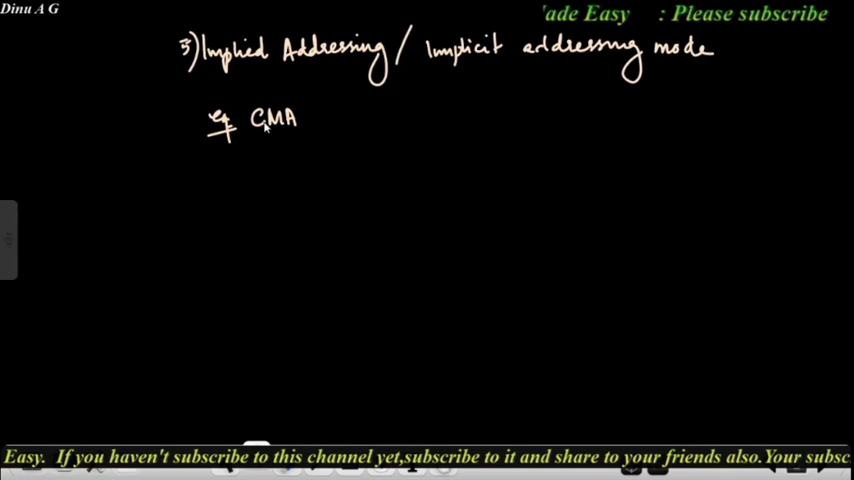 Dinu A G
ade Easy : Please subscribe
5) Implied Addressing / Implicit addressing mode
eg CMA
Easy. If you haven't subscribe to this channel yet,subscribe to it and share to your friends also.Your subsc